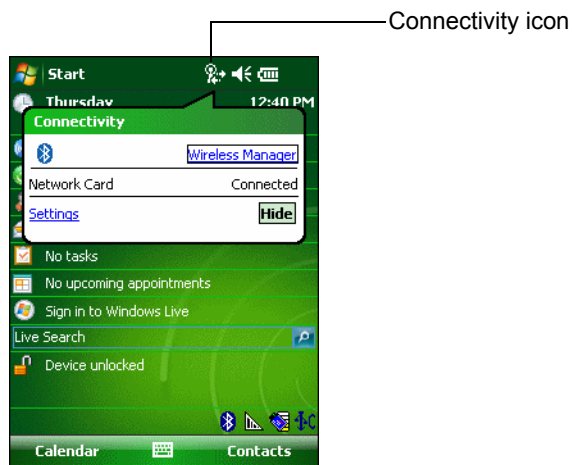 Connectivity icon
Start
Thursday 12:40 PM
Connectivity
Wireless Manager
Network Card Connected
Settings Hide
No tasks
No upcoming appointments
Sign in to Windows Live
Live Search
Device unlocked
C
Calendar Contacts